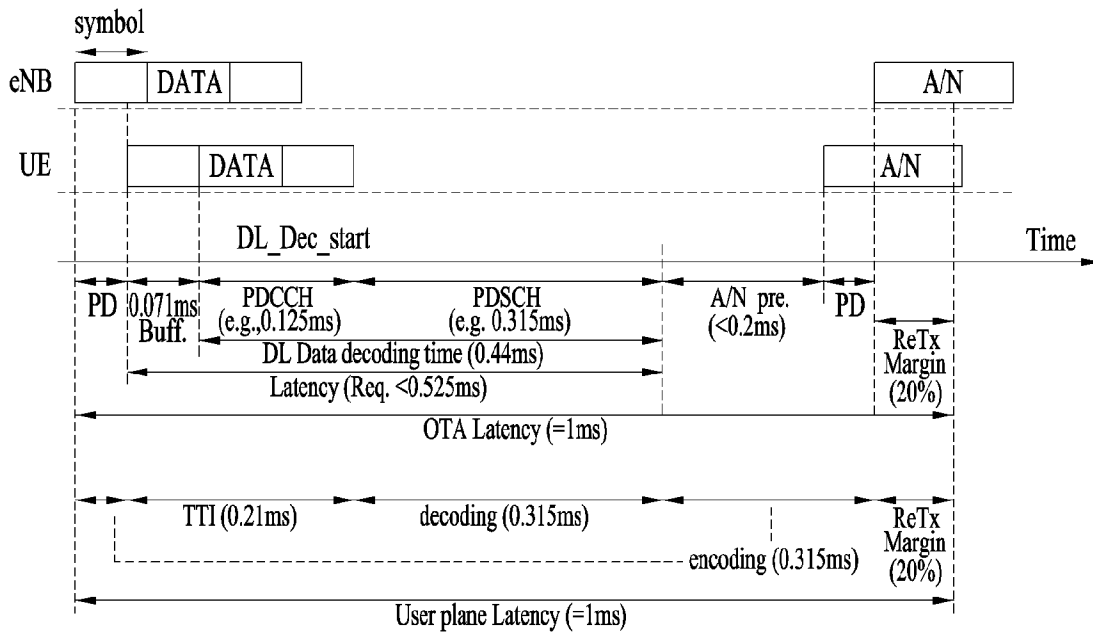 symbol
eNB
DATA
A/N
UE
DATA
A/N
DL_Dec_start
Time
PD
0.071ms
Buff.
PDCCH
(e.g.,0.125ms)
PDSCH
(e.g. 0.315ms)
A/N pre.
(<0.2ms)
PD
DL Data decoding time (0.44ms)
Latency (Req. <0.525ms)
ReTx
Margin
(20%)
OTA Latency (=1ms)
TTI (0.21ms)
decoding (0.315ms)
encoding (0.315ms)
ReTx
Margin
(20%)
User plane Latency (=1ms)